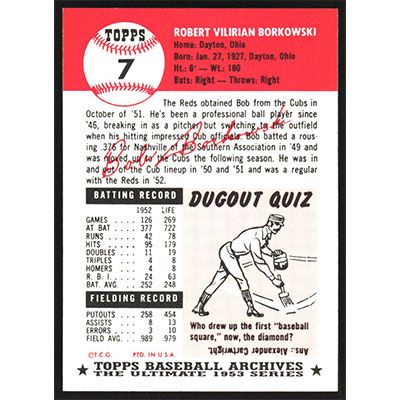 TOPPS
7
ROBERT VILIRIAN BORKOWSKI
Home: Dayton, Ohio
Born: Jan. 27, 1927, Dayton, Ohio
Ht.: 6' — Wt.: 180
Bats: Right — Throws: Right
The Reds obtained Bob from the Cubs in
October of '51. He's been a professional ball player since
'46, breaking in as a pitcher but switching to the outfield
when his hitting impressed Cub officials. Bob batted a rous-
ing .376 for Nashville of the Southern Association in '49
and was moved up to the Cubs the following season. He was in
and out of the Cub lineup in '50 and '51 and was a regular
with the Reds in '52.
Bob Borkowski
BATTING RECORD
1952 LIFE
GAMES 126 269
AT BAT 377 722
RUNS 42 78
HITS 95 179
DOUBLES 11 19
TRIPLES 4 8
HOMERS 4 8
R. B. I. 24 63
BAT. AVG. .252 .248
FIELDING RECORD
PUTOUTS 258 454
ASSISTS 8 13
ERRORS 3 10
FIELD AVG. .989 .979
©T.C.G. PTD. IN U.S.A.
DUGOUT QUIZ
Who drew up the first "baseball
square," now, the diamond?
Ans.: Alexander Cartwright.
TOPPS BASEBALL ARCHIVES
THE ULTIMATE 1953 SERIES